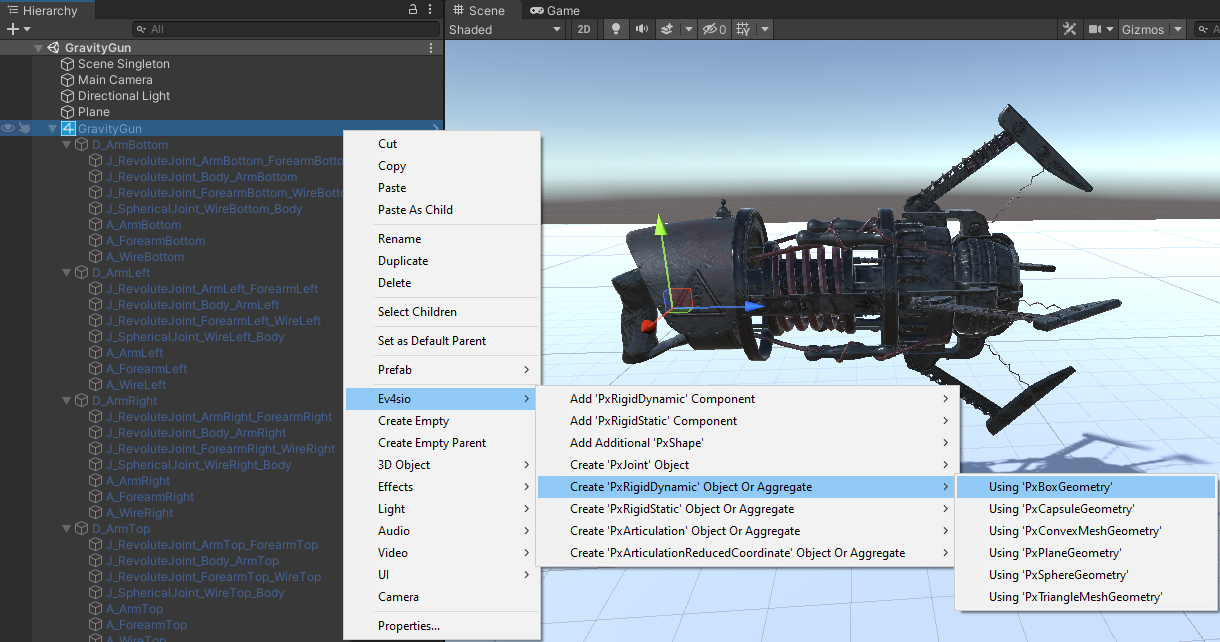 Hierarchy
All
GravityGun
Scene Singleton
Main Camera
Directional Light
Plane
GravityGun
D_ArmBottom
J_RevoluteJoint_ArmBottom_ForearmBotto
J_RevoluteJoint_Body_ArmBottom
J_RevoluteJoint_ForearmBottom_WireBotto
J_SphericalJoint_WireBottom_Body
A_ArmBottom
A_ForearmBottom
A_WireBottom
D_ArmLeft
J_RevoluteJoint_ArmLeft_ForearmLeft
J_RevoluteJoint_Body_ArmLeft
J_RevoluteJoint_ForearmLeft_WireLeft
J_SphericalJoint_WireLeft_Body
A_ArmLeft
A_ForearmLeft
A_WireLeft
D_ArmRight
J_RevoluteJoint_ArmRight_ForearmRight
J_RevoluteJoint_Body_ArmRight
J_RevoluteJoint_ForearmRight_WireRight
J_SphericalJoint_WireRight_Body
A_ArmRight
A_ForearmRight
A_WireRight
D_ArmTop
J_RevoluteJoint_ArmTop_ForearmTop
J_RevoluteJoint_Body_ArmTop
J_RevoluteJoint_ForearmTop_WireTop
J_SphericalJoint_WireTop_Body
A_ArmTop
A_ForearmTop
A_WireTop
Scene Game
Shaded 2D 0 Gizmos A
Cut
Copy
Paste
Paste As Child
Rename
Duplicate
Delete
Select Children
Set as Default Parent
Prefab
Ev4sio
Create Empty
Create Empty Parent
3D Object
Effects
Light
Audio
Video
UI
Camera
Properties...
Add 'PxRigidDynamic' Component
Add 'PxRigidStatic' Component
Add Additional 'PxShape'
Create 'PxJoint' Object
Create 'PxRigidDynamic' Object Or Aggregate
Create 'PxRigidStatic' Object Or Aggregate
Create 'PxArticulation' Object Or Aggregate
Create 'PxArticulationReducedCoordinate' Object Or Aggregate
Using 'PxBoxGeometry'
Using 'PxCapsuleGeometry'
Using 'PxConvexMeshGeometry'
Using 'PxPlaneGeometry'
Using 'PxSphereGeometry'
Using 'PxTriangleMeshGeometry'